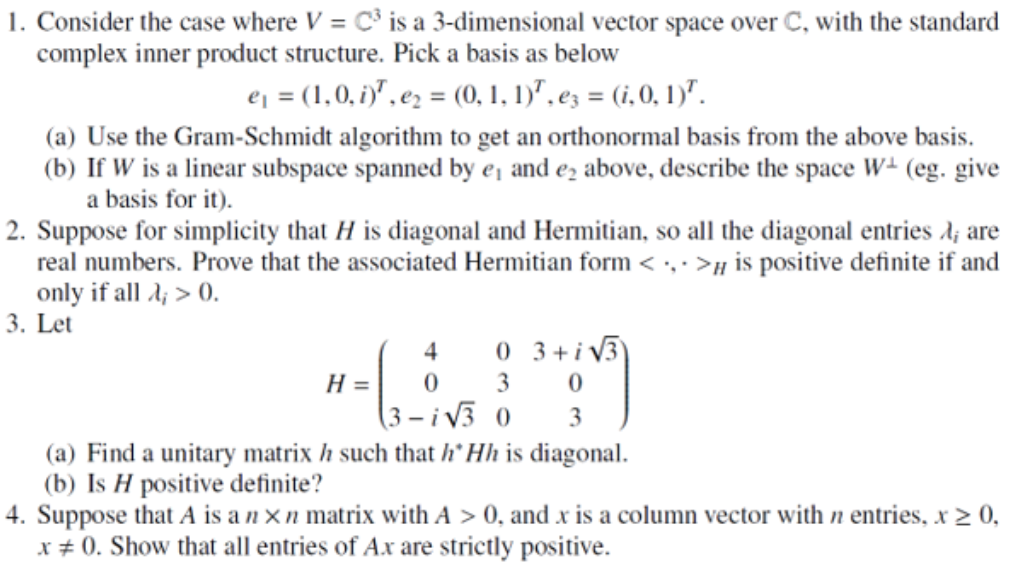 1. Consider the case where V = ℂ³ is a 3-dimensional vector space over ℂ, with the standard
complex inner product structure. Pick a basis as below
e₁ = (1, 0, i)ᵀ, e₂ = (0, 1, 1)ᵀ, e₃ = (i, 0, 1)ᵀ.
(a) Use the Gram-Schmidt algorithm to get an orthonormal basis from the above basis.
(b) If W is a linear subspace spanned by e₁ and e₂ above, describe the space W⊥ (eg. give
a basis for it).
2. Suppose for simplicity that H is diagonal and Hermitian, so all the diagonal entries λᵢ are
real numbers. Prove that the associated Hermitian form < ·, · >_H is positive definite if and
only if all λᵢ > 0.
3. Let
H = ( 4 0 3 + i√3
0 3 0
3 − i√3 0 3 )
(a) Find a unitary matrix h such that h*Hh is diagonal.
(b) Is H positive definite?
4. Suppose that A is a n × n matrix with A > 0, and x is a column vector with n entries, x ≥ 0,
x ≠ 0. Show that all entries of Ax are strictly positive.